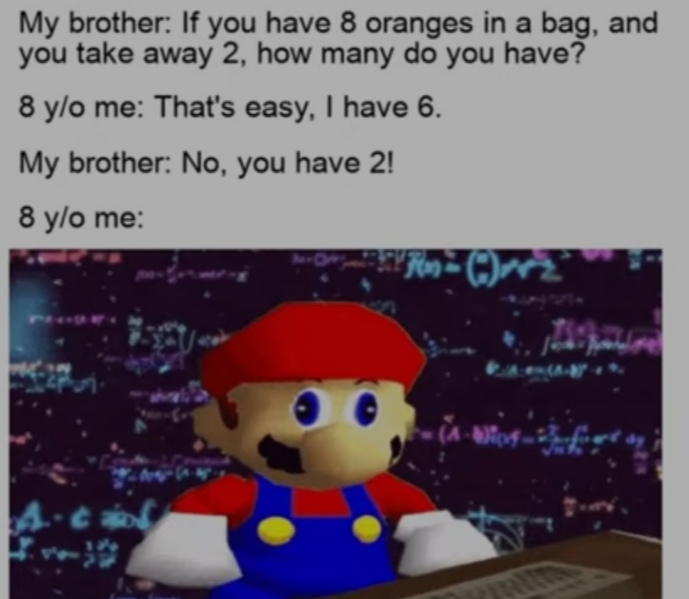 My brother: If you have 8 oranges in a bag, and
you take away 2, how many do you have?
8 y/o me: That's easy, I have 6.
My brother: No, you have 2!
8 y/o me: